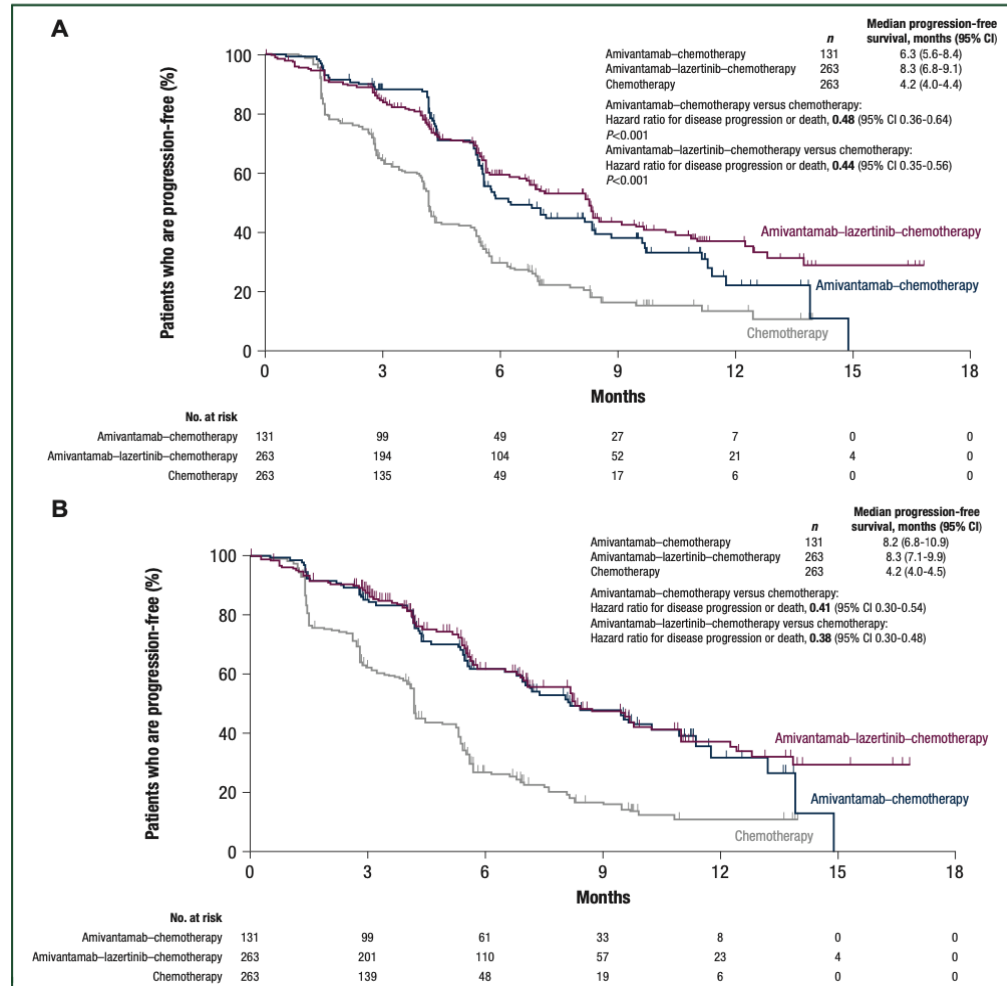 A
Median progression-free
n survival, months (95% CI)
Amivantamab–chemotherapy 131 6.3 (5.6-8.4)
Amivantamab-lazertinib-chemotherapy 263 8.3 (6.8-9.1)
Chemotherapy 263 4.2 (4.0-4.4)
Amivantamab–chemotherapy versus chemotherapy:
Hazard ratio for disease progression or death, 0.48 (95% CI 0.36-0.64)
P<0.001
Amivantamab-lazertinib-chemotherapy versus chemotherapy:
Hazard ratio for disease progression or death, 0.44 (95% CI 0.35-0.56)
P<0.001
Patients who are progression-free (%)
100
80
60
40
20
0
Amivantamab–lazertinib–chemotherapy
Amivantamab–chemotherapy
Chemotherapy
0 3 6 9 12 15 18
Months
No. at risk
Amivantamab–chemotherapy 131 99 49 27 7 0 0
Amivantamab–lazertinib–chemotherapy 263 194 104 52 21 4 0
Chemotherapy 263 135 49 17 6 0 0
B
Median progression-free
n survival, months (95% CI)
Amivantamab–chemotherapy 131 8.2 (6.8-10.9)
Amivantamab–lazertinib–chemotherapy 263 8.3 (7.1-9.9)
Chemotherapy 263 4.2 (4.0-4.5)
Amivantamab–chemotherapy versus chemotherapy:
Hazard ratio for disease progression or death, 0.41 (95% CI 0.30-0.54)
Amivantamab–lazertinib–chemotherapy versus chemotherapy:
Hazard ratio for disease progression or death, 0.38 (95% CI 0.30-0.48)
Patients who are progression-free (%)
100
80
60
40
20
0
Amivantamab–lazertinib–chemotherapy
Amivantamab–chemotherapy
Chemotherapy
0 3 6 9 12 15 18
Months
No. at risk
Amivantamab–chemotherapy 131 99 61 33 8 0 0
Amivantamab–lazertinib–chemotherapy 263 201 110 57 23 4 0
Chemotherapy 263 139 48 19 6 0 0